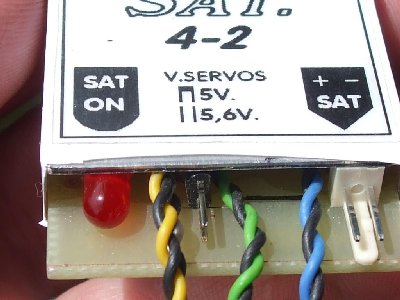 SAT.
4-2
SAT
ON
V.SERVOS
5V.
5,6V.
+ -
SAT